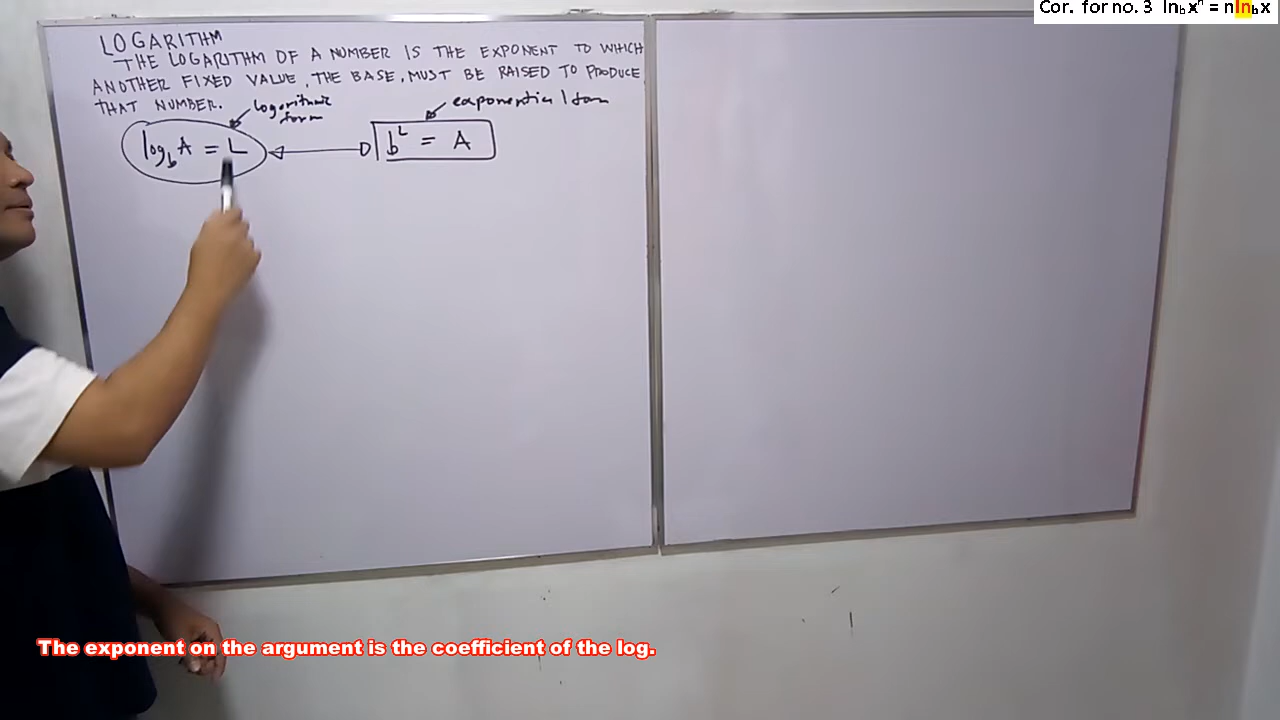 Cor. for no. 3 lnbxⁿ = nlnbx
LOGARITHM
THE LOGARITHM OF A NUMBER IS THE EXPONENT TO WHICH
ANOTHER FIXED VALUE, THE BASE, MUST BE RAISED TO PRODUCE
THAT NUMBER.
logarithmic
form
exponential form
log_b A = L
b^L = A
The exponent on the argument is the coefficient of the log.